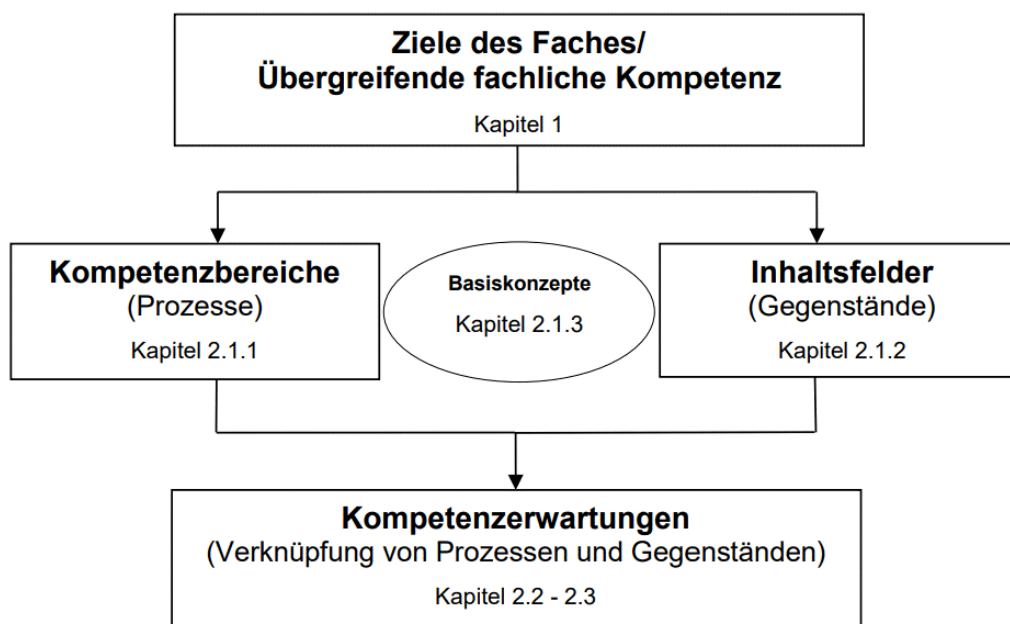 Ziele des Faches/
Übergreifende fachliche Kompetenz
Kapitel 1
Kompetenzbereiche
(Prozesse)
Kapitel 2.1.1
Basiskonzepte
Kapitel 2.1.3
Inhaltsfelder
(Gegenstände)
Kapitel 2.1.2
Kompetenzerwartungen
(Verknüpfung von Prozessen und Gegenständen)
Kapitel 2.2 - 2.3